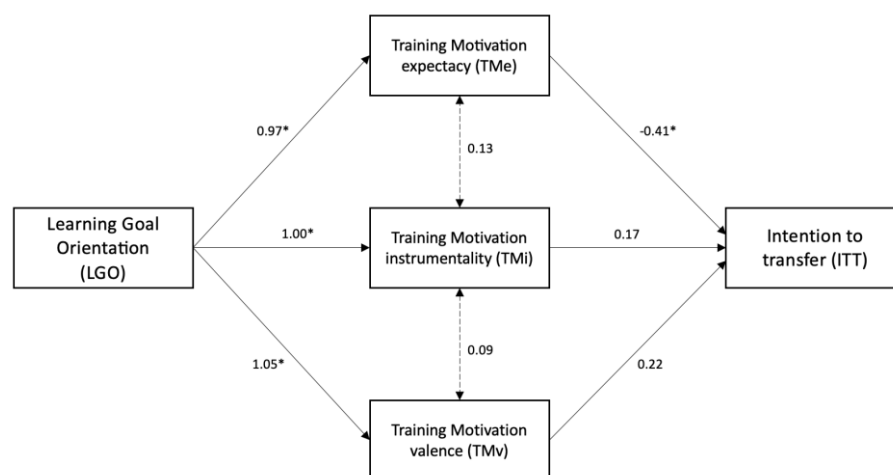 Training Motivation
expectacy (TMe)
0.97*
-0.41*
0.13
Learning Goal
Orientation
(LGO)
1.00*
Training Motivation
instrumentality (TMi)
0.17
Intention to
transfer (ITT)
0.09
1.05*
0.22
Training Motivation
valence (TMv)